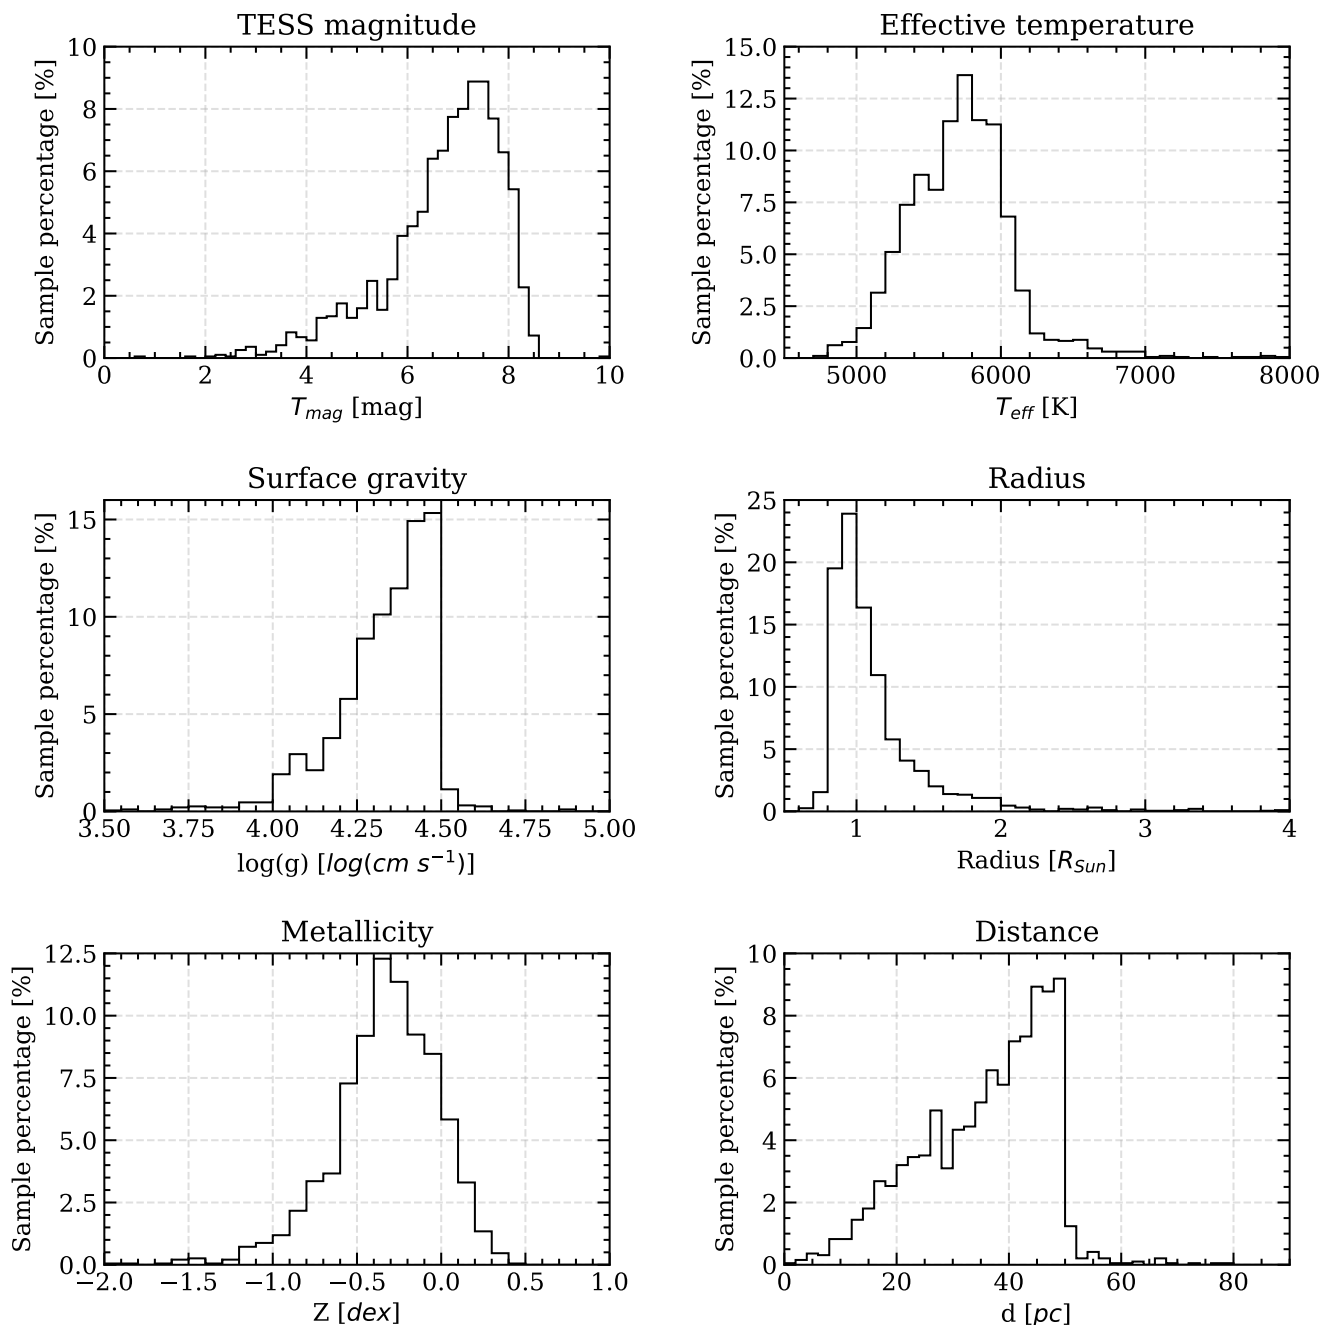 TESS magnitude
Sample percentage [%]
10
8
6
4
2
0
0 2 4 6 8 10
T_mag [mag]
Effective temperature
Sample percentage [%]
15.0
12.5
10.0
7.5
5.0
2.5
0.0
5000 6000 7000 8000
T_eff [K]
Surface gravity
Sample percentage [%]
15
10
5
0
3.50 3.75 4.00 4.25 4.50 4.75 5.00
log(g) [log(cm s⁻¹)]
Radius
Sample percentage [%]
25
20
15
10
5
0
1 2 3 4
Radius [R_Sun]
Metallicity
Sample percentage [%]
12.5
10.0
7.5
5.0
2.5
0.0
−2.0 −1.5 −1.0 −0.5 0.0 0.5 1.0
Z [dex]
Distance
Sample percentage [%]
10
8
6
4
2
0
0 20 40 60 80
d [pc]